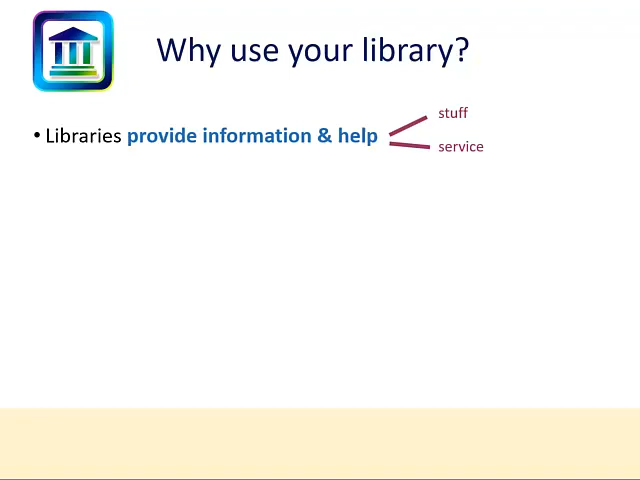 Why use your library?
• Libraries provide information & help
stuff
service